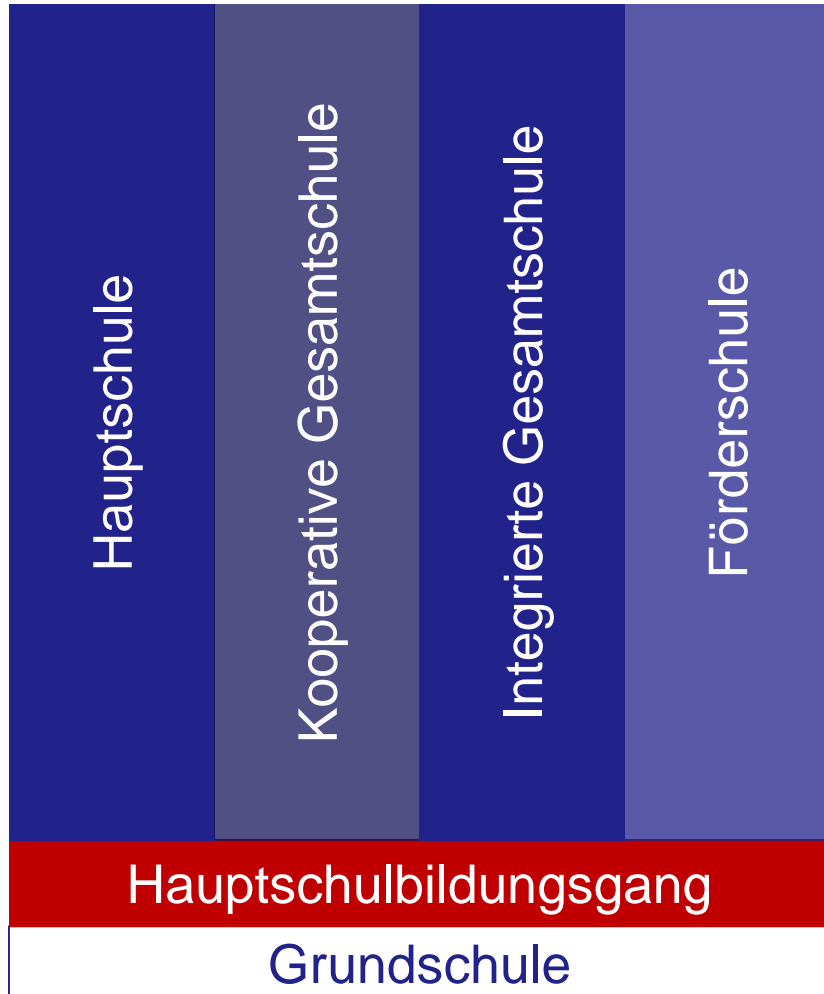 Hauptschule
Kooperative Gesamtschule
Integrierte Gesamtschule
Förderschule
Hauptschulbildungsgang
Grundschule